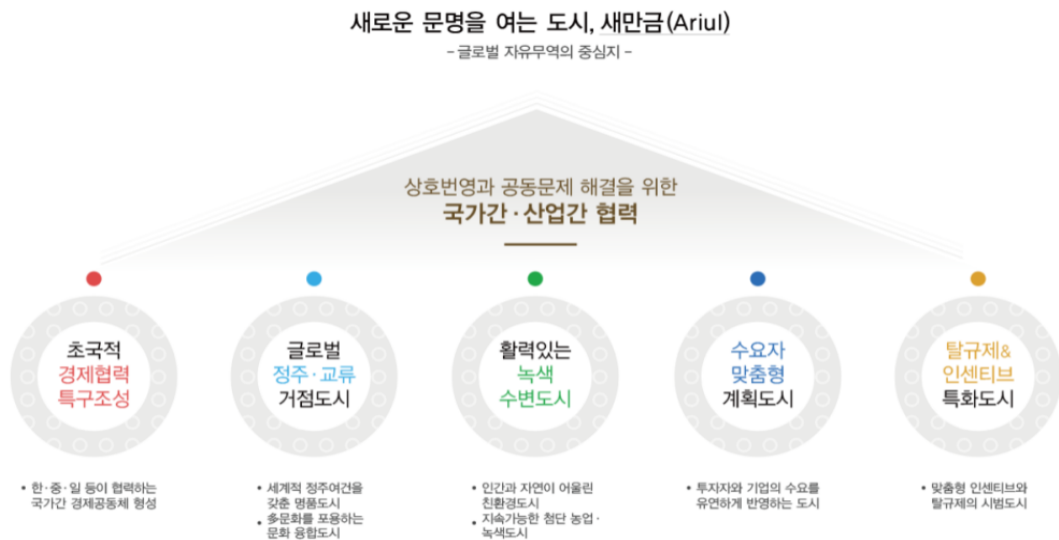 새로운 문명을 여는 도시, 새만금(Ariul)
- 글로벌 자유무역의 중심지 -
상호번영과 공동문제 해결을 위한
국가간·산업간 협력
초국적
경제협력
특구조성
글로벌
정주·교류
거점도시
활력있는
녹색
수변도시
수요자
맞춤형
계획도시
탈규제&
인센티브
특화도시
• 한·중·일 등이 협력하는
국가간 경제공동체 형성
• 세계적 정주여건을
갖춘 명품도시
• 多문화를 포용하는
문화 융합도시
• 인간과 자연이 어울린
친환경도시
• 지속가능한 첨단 농업·
녹색도시
• 투자자와 기업의 수요를
유연하게 반영하는 도시
• 맞춤형 인센티브와
탈규제의 시범도시